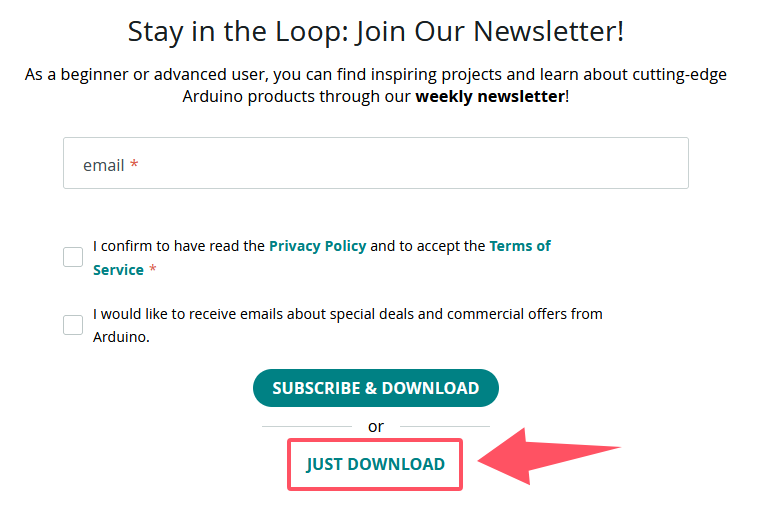 Stay in the Loop: Join Our Newsletter!
As a beginner or advanced user, you can find inspiring projects and learn about cutting-edge
Arduino products through our weekly newsletter!
email *
I confirm to have read the Privacy Policy and to accept the Terms of
Service *
I would like to receive emails about special deals and commercial offers from
Arduino.
SUBSCRIBE & DOWNLOAD
or
JUST DOWNLOAD